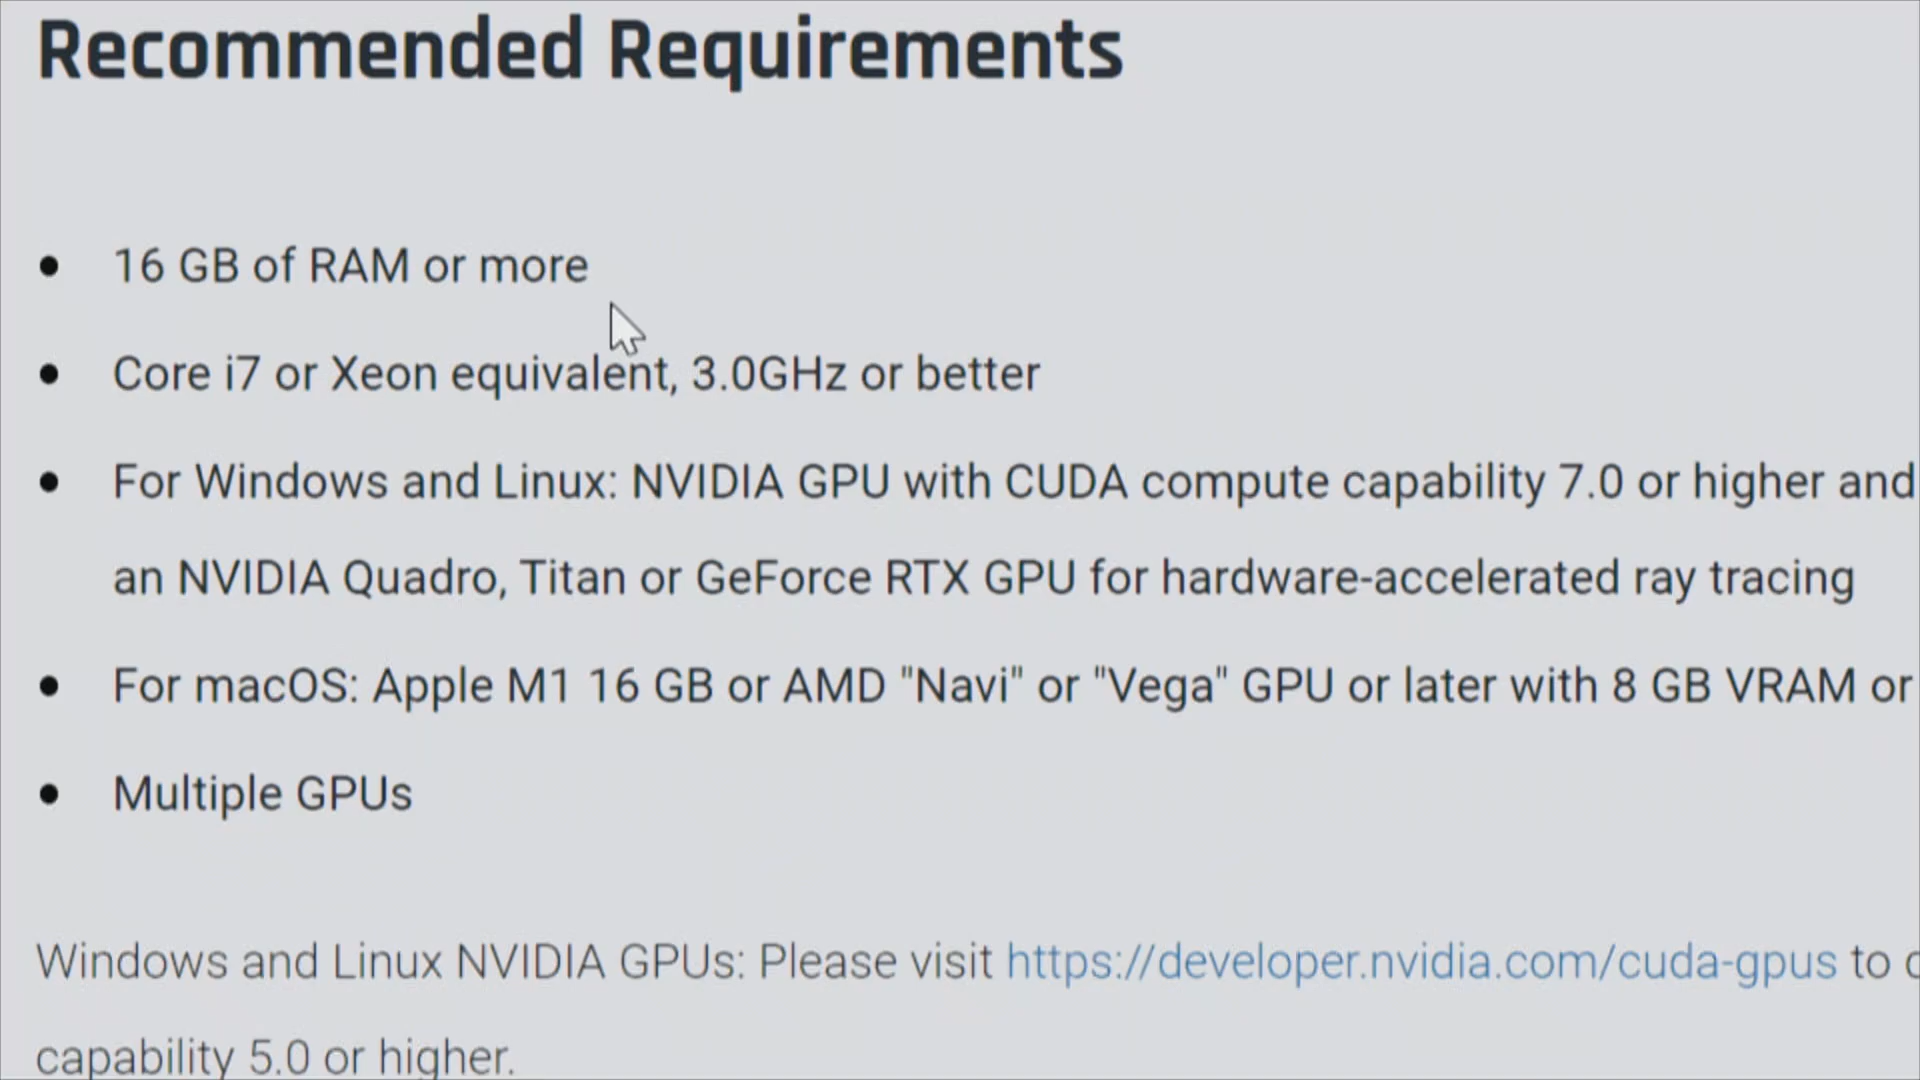 Recommended Requirements
16 GB of RAM or more
Core i7 or Xeon equivalent, 3.0GHz or better
For Windows and Linux: NVIDIA GPU with CUDA compute capability 7.0 or higher and
an NVIDIA Quadro, Titan or GeForce RTX GPU for hardware-accelerated ray tracing
For macOS: Apple M1 16 GB or AMD "Navi" or "Vega" GPU or later with 8 GB VRAM or
Multiple GPUs
Windows and Linux NVIDIA GPUs: Please visit https://developer.nvidia.com/cuda-gpus to
capability 5.0 or higher.